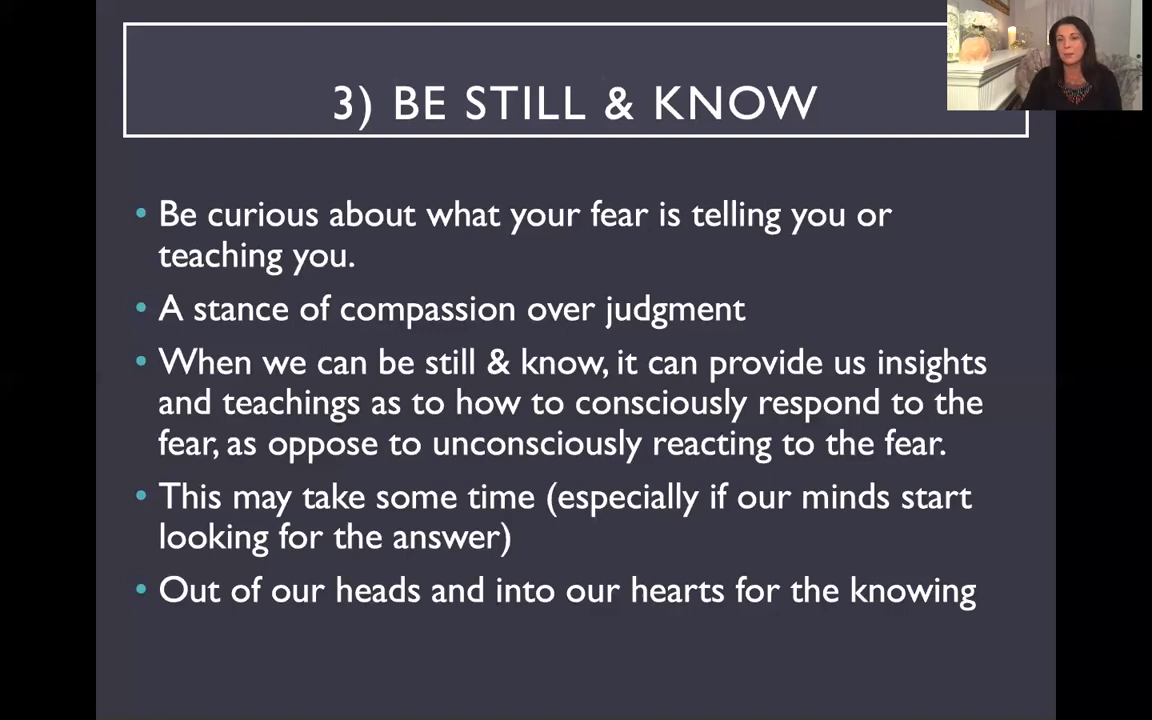 3) BE STILL & KNOW
• Be curious about what your fear is telling you or
teaching you.
• A stance of compassion over judgment
• When we can be still & know, it can provide us insights
and teachings as to how to consciously respond to the
fear, as oppose to unconsciously reacting to the fear.
• This may take some time (especially if our minds start
looking for the answer)
• Out of our heads and into our hearts for the knowing